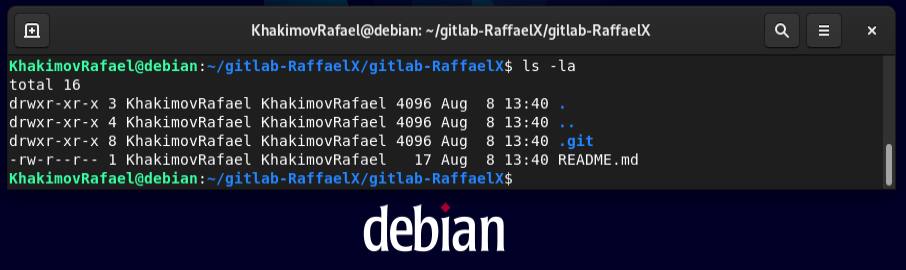 KhakimovRafael@debian: ~/gitlab-RaffaelX/gitlab-RaffaelX
KhakimovRafael@debian:~/gitlab-RaffaelX/gitlab-RaffaelX$ ls -la
total 16
drwxr-xr-x 3 KhakimovRafael KhakimovRafael 4096 Aug  8 13:40 .
drwxr-xr-x 4 KhakimovRafael KhakimovRafael 4096 Aug  8 13:40 ..
drwxr-xr-x 8 KhakimovRafael KhakimovRafael 4096 Aug  8 13:40 .git
-rw-r--r-- 1 KhakimovRafael KhakimovRafael   17 Aug  8 13:40 README.md
KhakimovRafael@debian:~/gitlab-RaffaelX/gitlab-RaffaelX$
debian